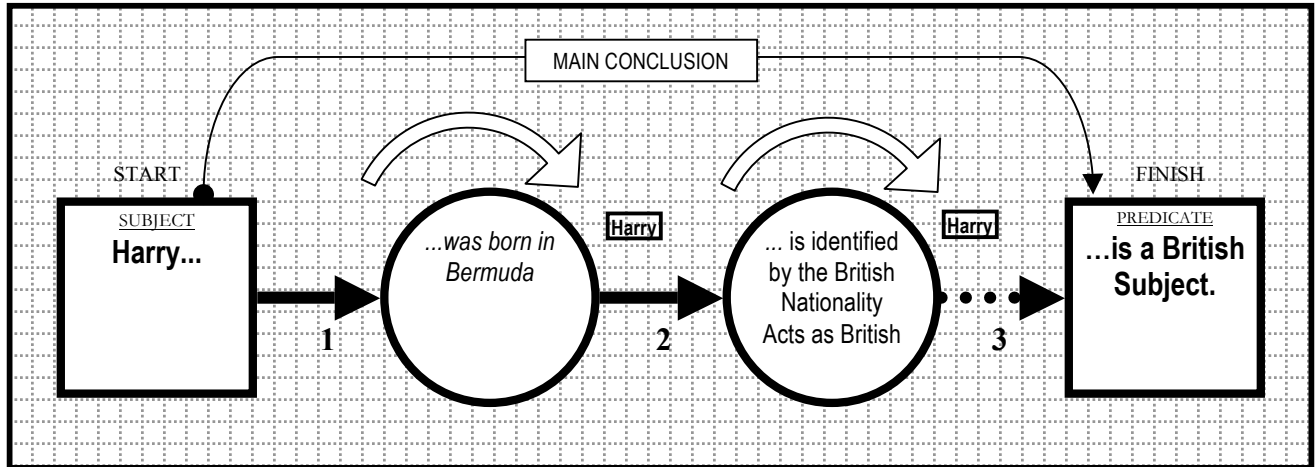 MAIN CONCLUSION
START
FINISH
SUBJECT
Harry...
...was born in
Bermuda
Harry
... is identified
by the British
Nationality
Acts as British
Harry
PREDICATE
...is a British
Subject.
1
2
3